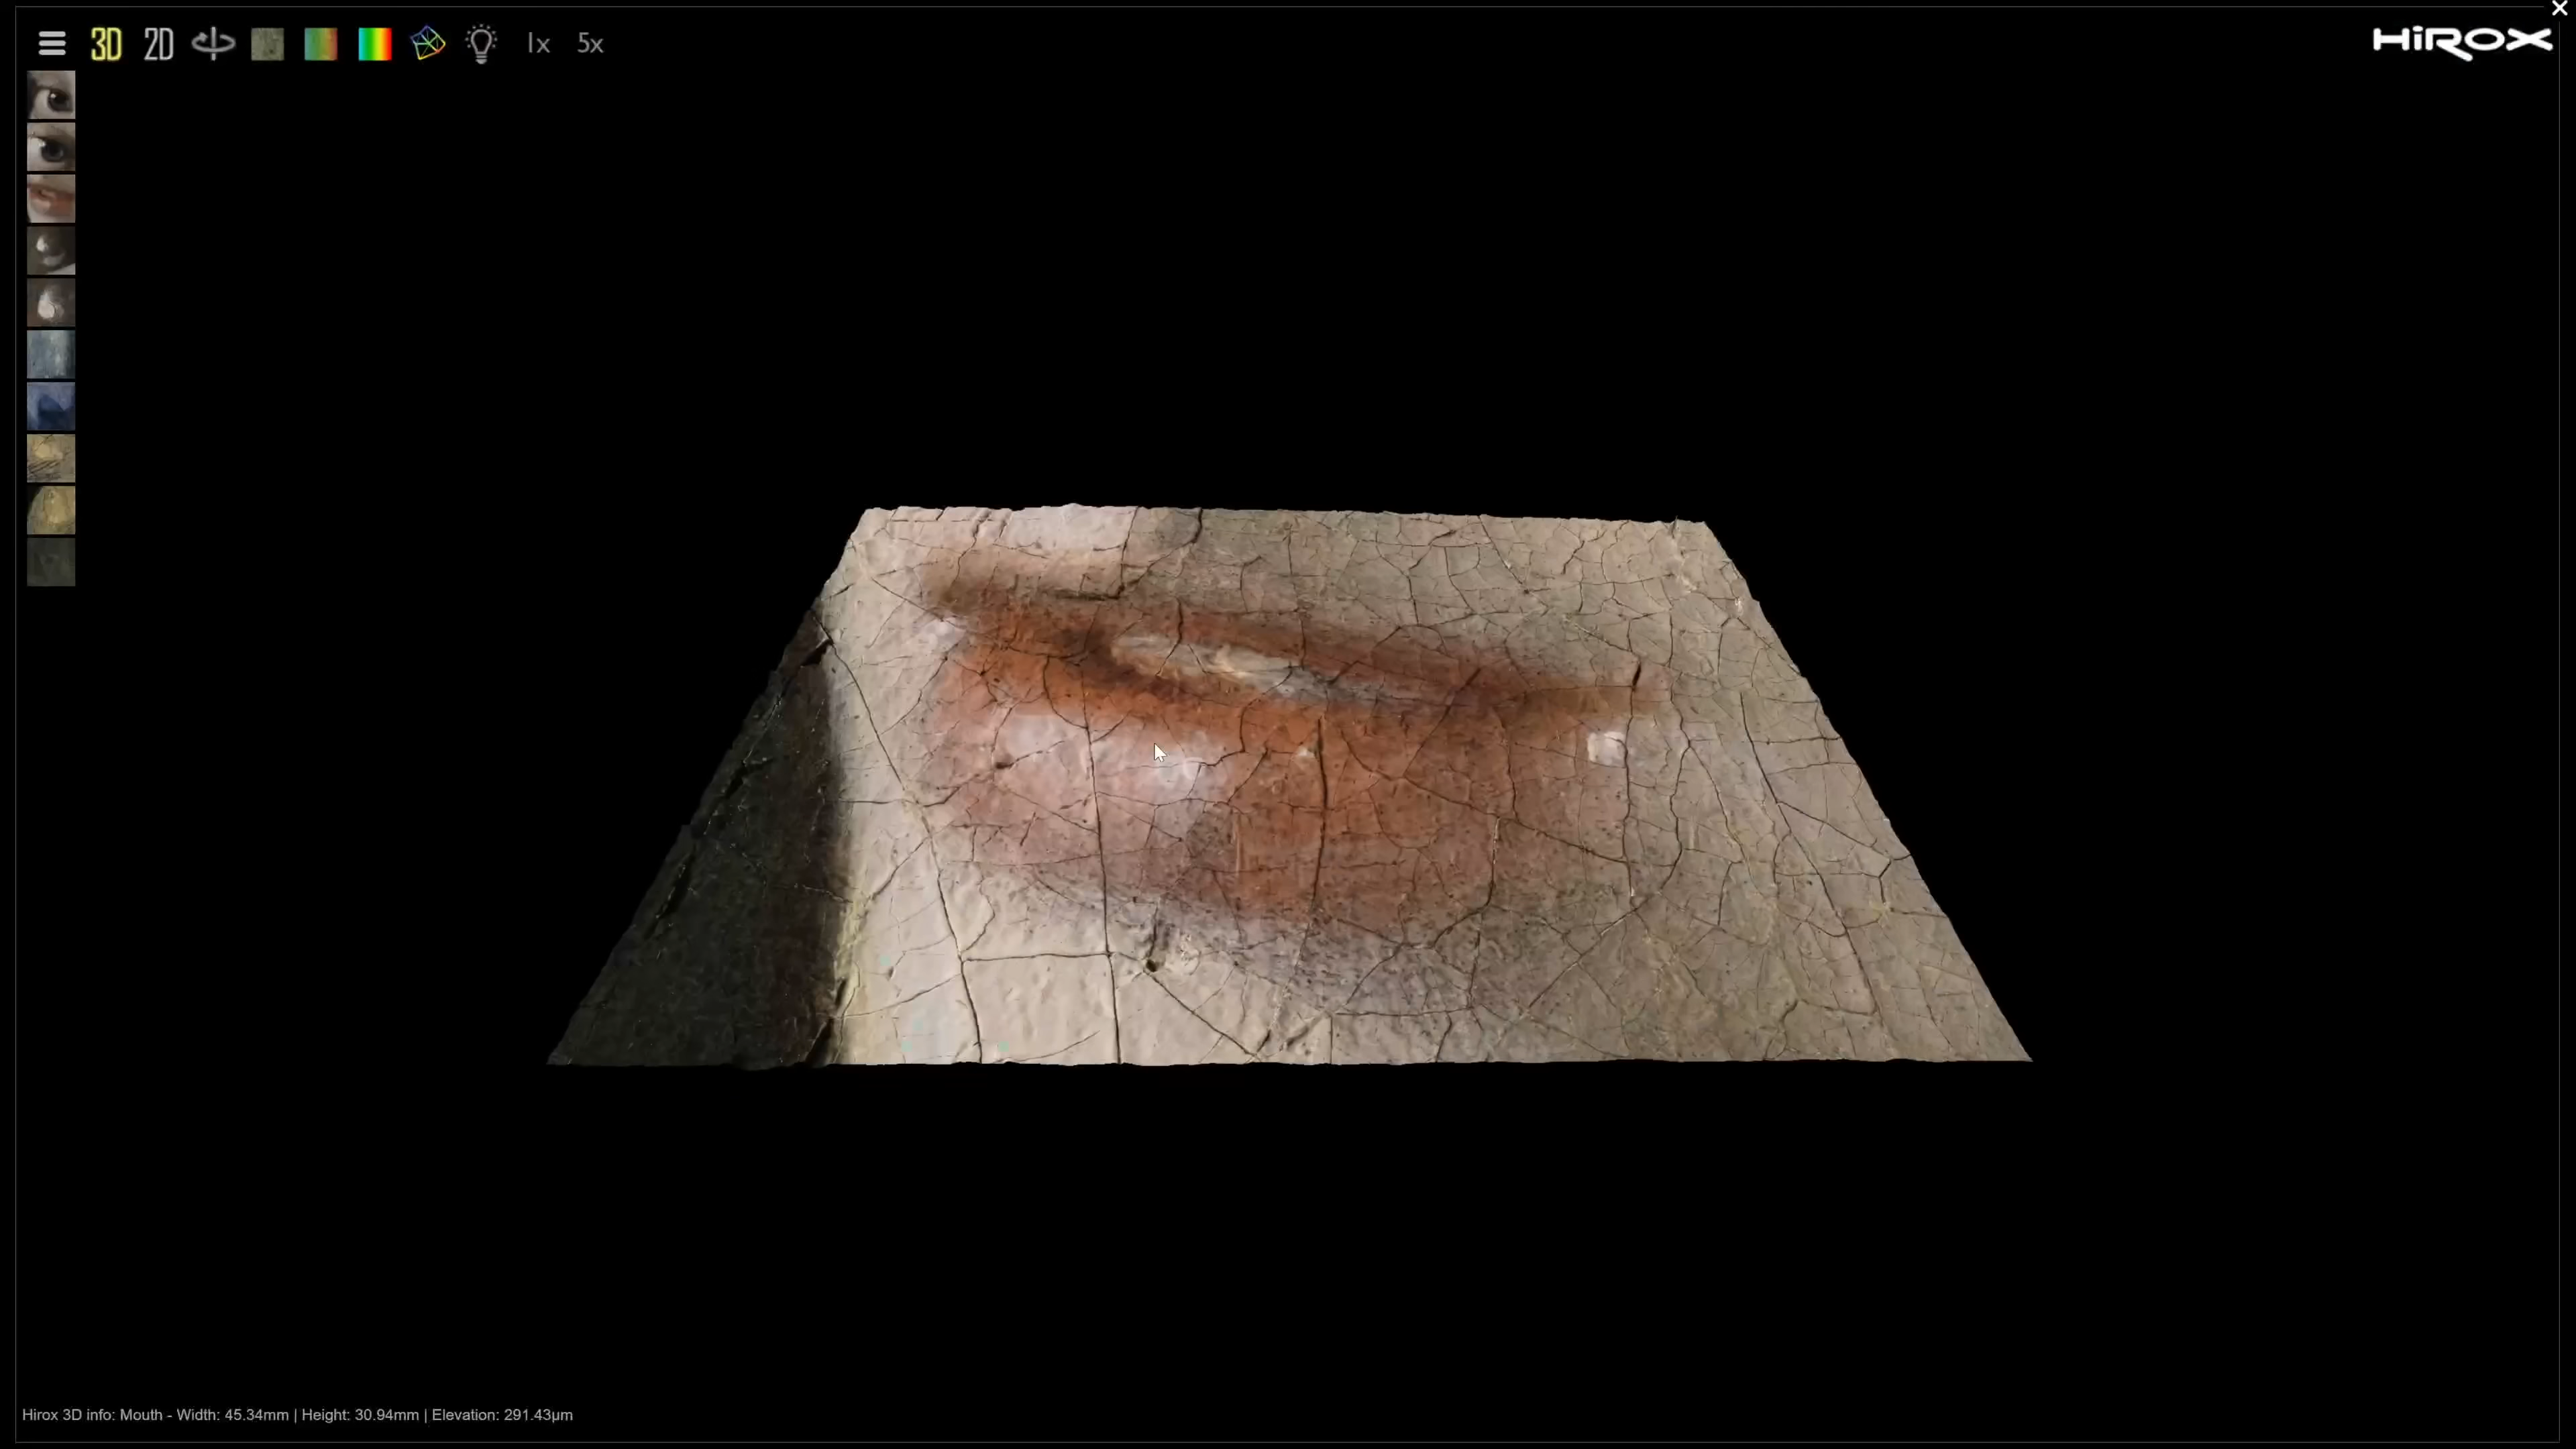 3D 2D 1x 5x
HIROX
Hirox 3D info: Mouth - Width: 45.34mm | Height: 30.94mm | Elevation: 291.43µm